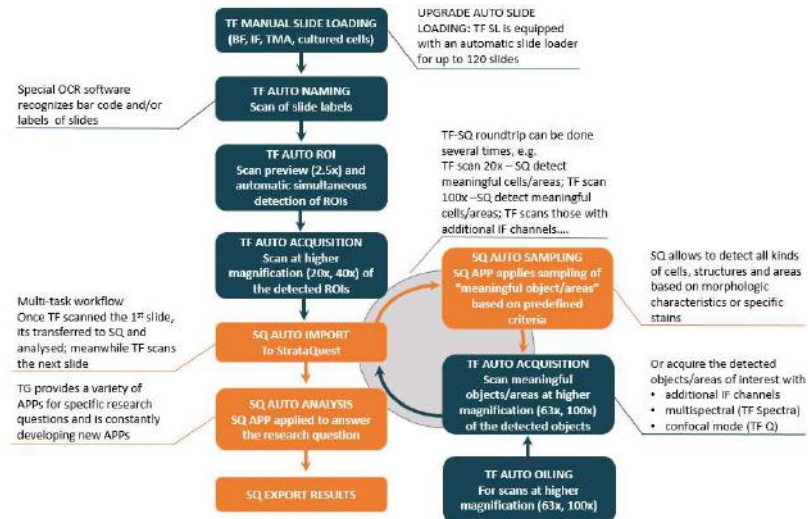 TF MANUAL SLIDE LOADING
(BF, IF, TMA, cultured cells)
UPGRADE AUTO SLIDE
LOADING: TF SL is equipped
with an automatic slide loader
for up to 120 slides
Special OCR software
recognizes bar code and/or
labels of slides
TF AUTO NAMING
Scan of slide labels
TF AUTO ROI
Scan preview (2.5x) and
automatic simultaneous
detection of ROIs
TF-SQ roundtrip can be done
several times, e.g.
TF scan 20x – SQ detect
meaningful cells/areas; TF scan
100x –SQ detect meaningful
cells/areas; TF scans those with
additional IF channels....
TF AUTO ACQUISITION
Scan at higher
magnification (20x, 40x) of
the detected ROIs
SQ AUTO SAMPLING
SQ APP applies sampling of
"meaningful object/areas"
based on predefined
criteria
SQ allows to detect all kinds
of cells, structures and areas
based on morphologic
characteristics or specific
stains
Multi-task workflow
Once TF scanned the 1st slide,
its transferred to SQ and
analysed; meanwhile TF scans
the next slide
SQ AUTO IMPORT
To StrataQuest
TF AUTO ACQUISITION
Scan meaningful
objects/areas at higher
magnification (63x, 100x)
of the detected objects
Or acquire the detected
objects/areas of interest with
• additional IF channels
• multispectral (TF Spectra)
• confocal mode (TF Q)
TG provides a variety of
APPs for specific research
questions and is constantly
developing new APPs
SQ AUTO ANALYSIS
SQ APP applied to answer
the research question
TF AUTO OILING
For scans at higher
magnification (63x, 100x)
SQ EXPORT RESULTS